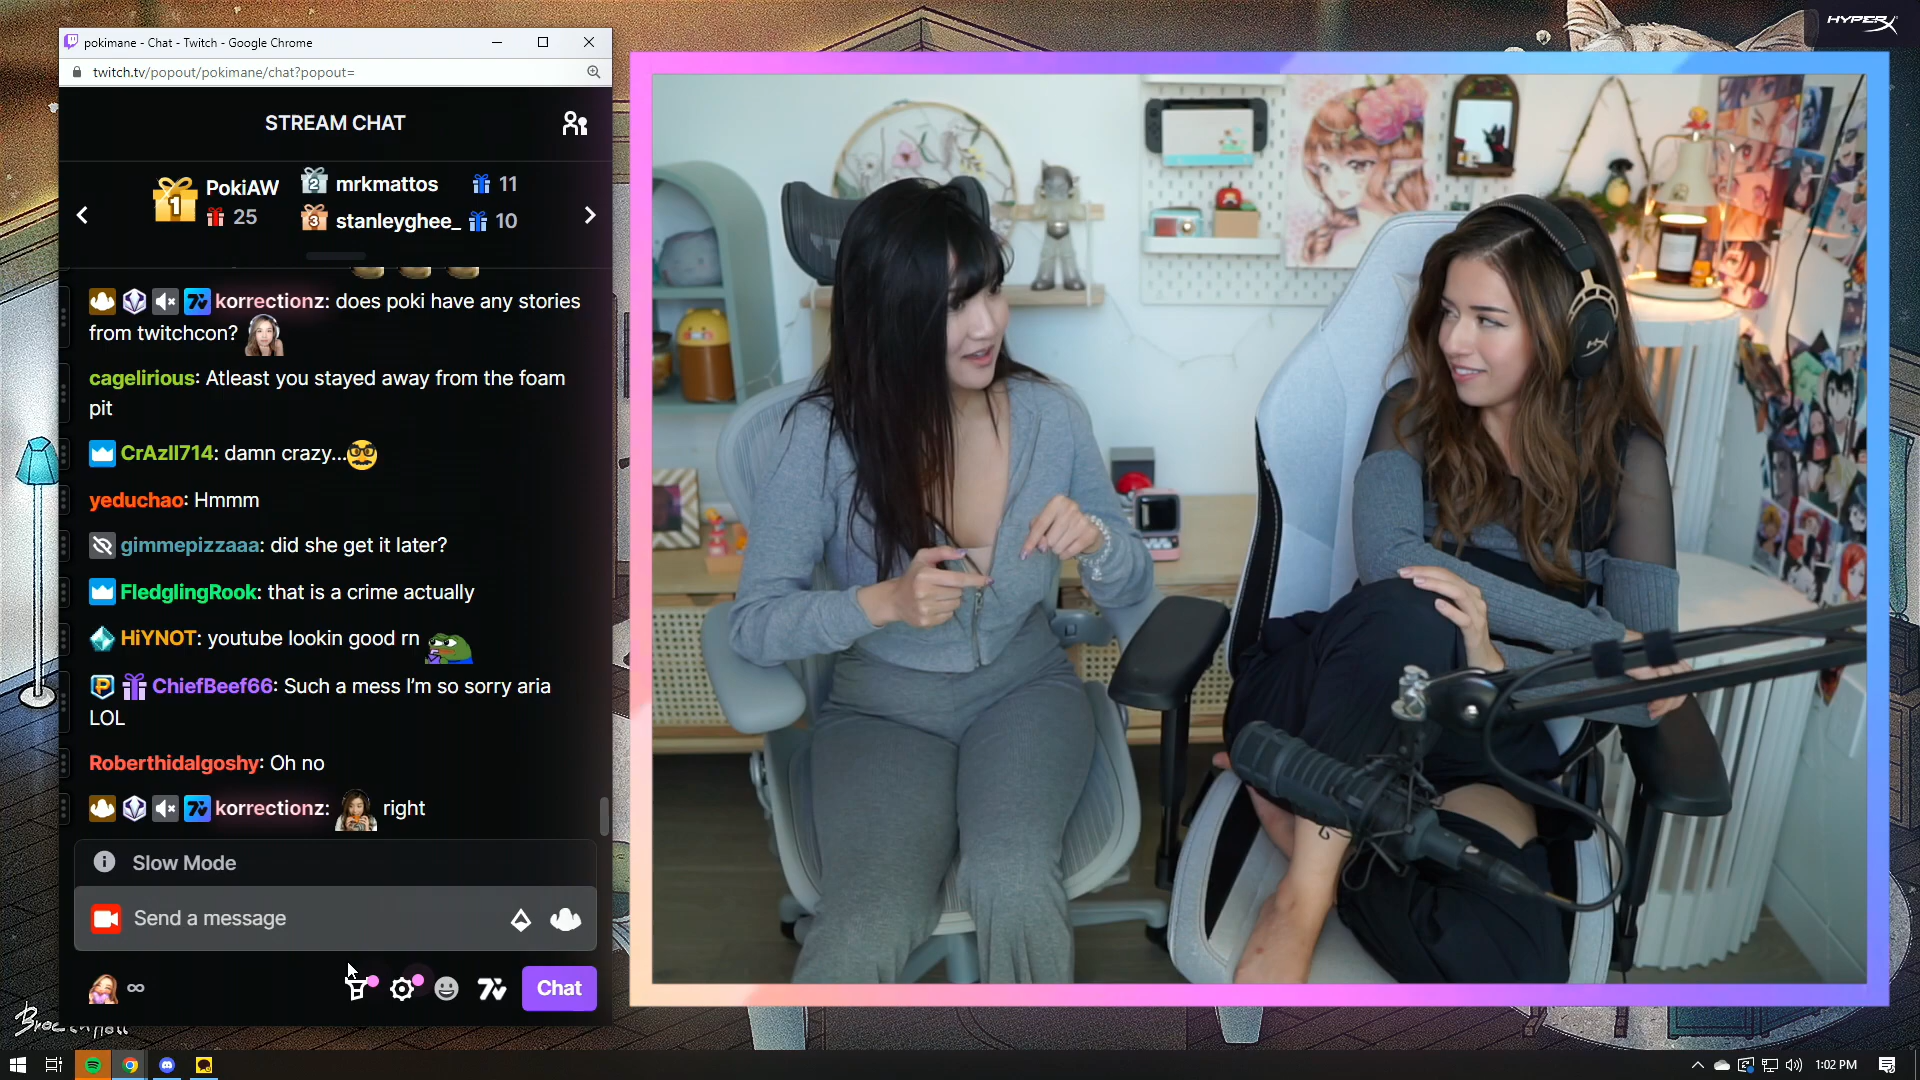 pokimane - Chat - Twitch - Google Chrome
twitch.tv/popout/pokimane/chat?popout=
HYPERX
STREAM CHAT
1 PokiAW 25
2 mrkmattos 11
3 stanleyghee_ 10
korrectionz: does poki have any stories
from twitchcon?
cagelirious: Atleast you stayed away from the foam
pit
CrAzII714: damn crazy...
yeduchao: Hmmm
gimmepizzaaa: did she get it later?
FledglingRook: that is a crime actually
HiYNOT: youtube lookin good rn
ChiefBeef66: Such a mess I'm so sorry aria
LOL
Roberthidalgoshy: Oh no
korrectionz: right
Slow Mode
Send a message
Chat
1:02 PM